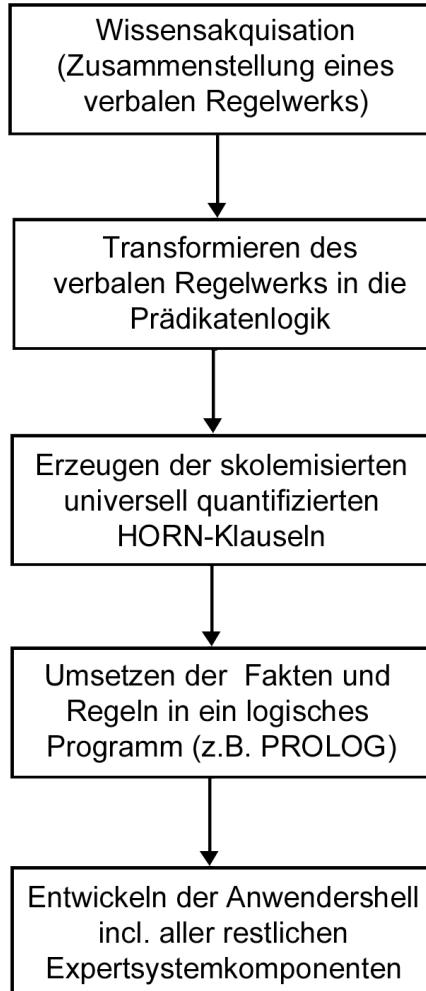 Wissensakquisation
(Zusammenstellung eines
verbalen Regelwerks)
Transformieren des
verbalen Regelwerks in die
Prädikatenlogik
Erzeugen der skolemisierten
universell quantifizierten
HORN-Klauseln
Umsetzen der Fakten und
Regeln in ein logisches
Programm (z.B. PROLOG)
Entwickeln der Anwendershell
incl. aller restlichen
Expertsystemkomponenten